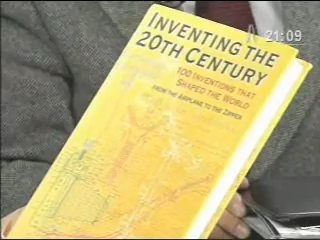 21:09
INVENTING THE
20TH CENTURY
100 INVENTIONS THAT
SHAPED THE WORLD
FROM THE AIRPLANE TO THE ZIPPER